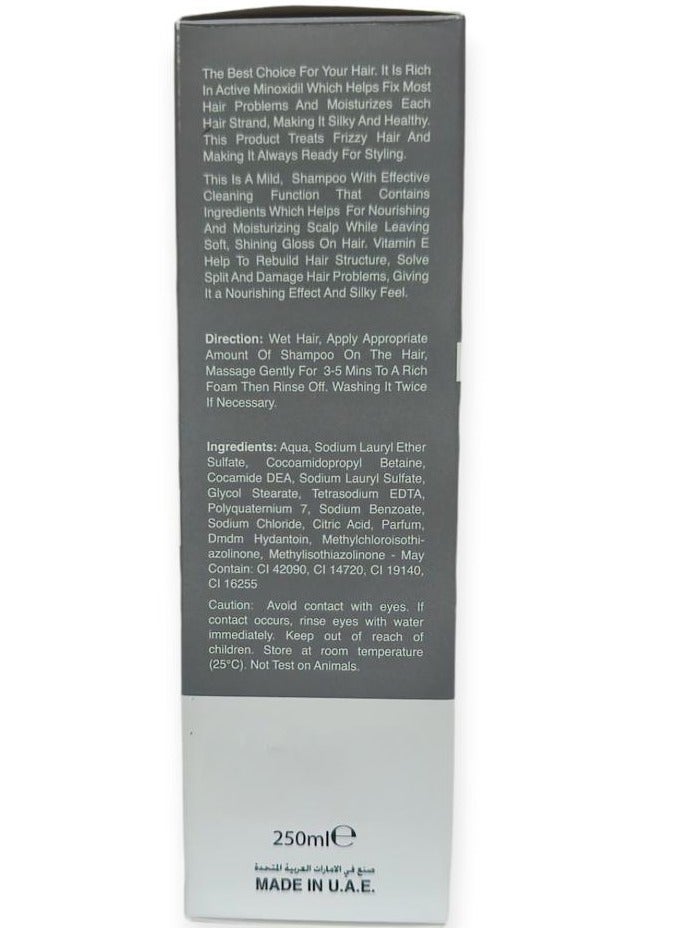 The Best Choice For Your Hair. It Is Rich
In Active Minoxidil Which Helps Fix Most
Hair Problems And Moisturizes Each
Hair Strand, Making It Silky And Healthy.
This Product Treats Frizzy Hair And
Making It Always Ready For Styling.
This Is A Mild, Shampoo With Effective
Cleaning Function That Contains
Ingredients Which Helps For Nourishing
And Moisturizing Scalp While Leaving
Soft, Shining Gloss On Hair. Vitamin E
Help To Rebuild Hair Structure, Solve
Split And Damage Hair Problems, Giving
It a Nourishing Effect And Silky Feel.
Direction: Wet Hair, Apply Appropriate
Amount Of Shampoo On The Hair,
Massage Gently For 3-5 Mins To A Rich
Foam Then Rinse Off. Washing It Twice
If Necessary.
Ingredients: Aqua, Sodium Lauryl Ether
Sulfate, Cocoamidopropyl Betaine,
Cocamide DEA, Sodium Lauryl Sulfate,
Glycol Stearate, Tetrasodium EDTA,
Polyquaternium 7, Sodium Benzoate,
Sodium Chloride, Citric Acid, Parfum,
Dmdm Hydantoin, Methylchloroisothi-
azolinone, Methylisothiazolinone - May
Contain: CI 42090, CI 14720, CI 19140,
CI 16255
Caution: Avoid contact with eyes. If
contact occurs, rinse eyes with water
immediately. Keep out of reach of
children. Store at room temperature
(25°C). Not Test on Animals.
250ml℮
صنع في الامارات العربية المتحدة
MADE IN U.A.E.